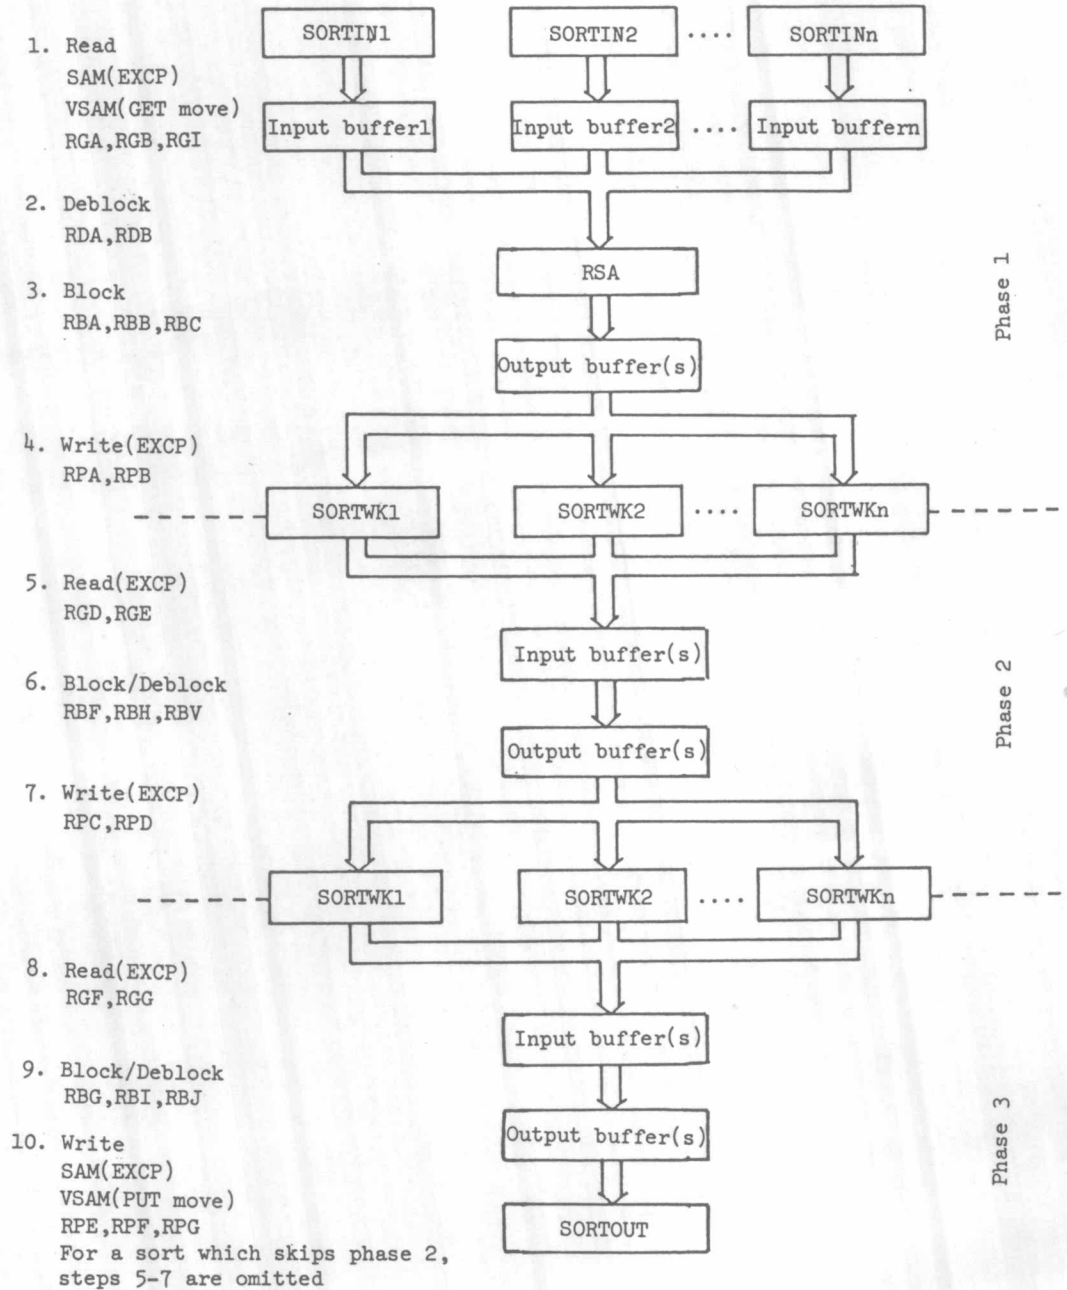 SORTIN1 SORTIN2 .... SORTINn
1. Read
SAM(EXCP)
VSAM(GET move)
RGA,RGB,RGI
Input buffer1 Input buffer2 .... Input buffern
2. Deblock
RDA,RDB
RSA
3. Block
RBA,RBB,RBC
Output buffer(s)
Phase 1
4. Write(EXCP)
RPA,RPB
SORTWK1 SORTWK2 .... SORTWKn
5. Read(EXCP)
RGD,RGE
Input buffer(s)
6. Block/Deblock
RBF,RBH,RBV
Output buffer(s)
Phase 2
7. Write(EXCP)
RPC,RPD
SORTWK1 SORTWK2 .... SORTWKn
8. Read(EXCP)
RGF,RGG
Input buffer(s)
9. Block/Deblock
RBG,RBI,RBJ
Output buffer(s)
Phase 3
10. Write
SAM(EXCP)
VSAM(PUT move)
RPE,RPF,RPG
SORTOUT
For a sort which skips phase 2,
steps 5-7 are omitted